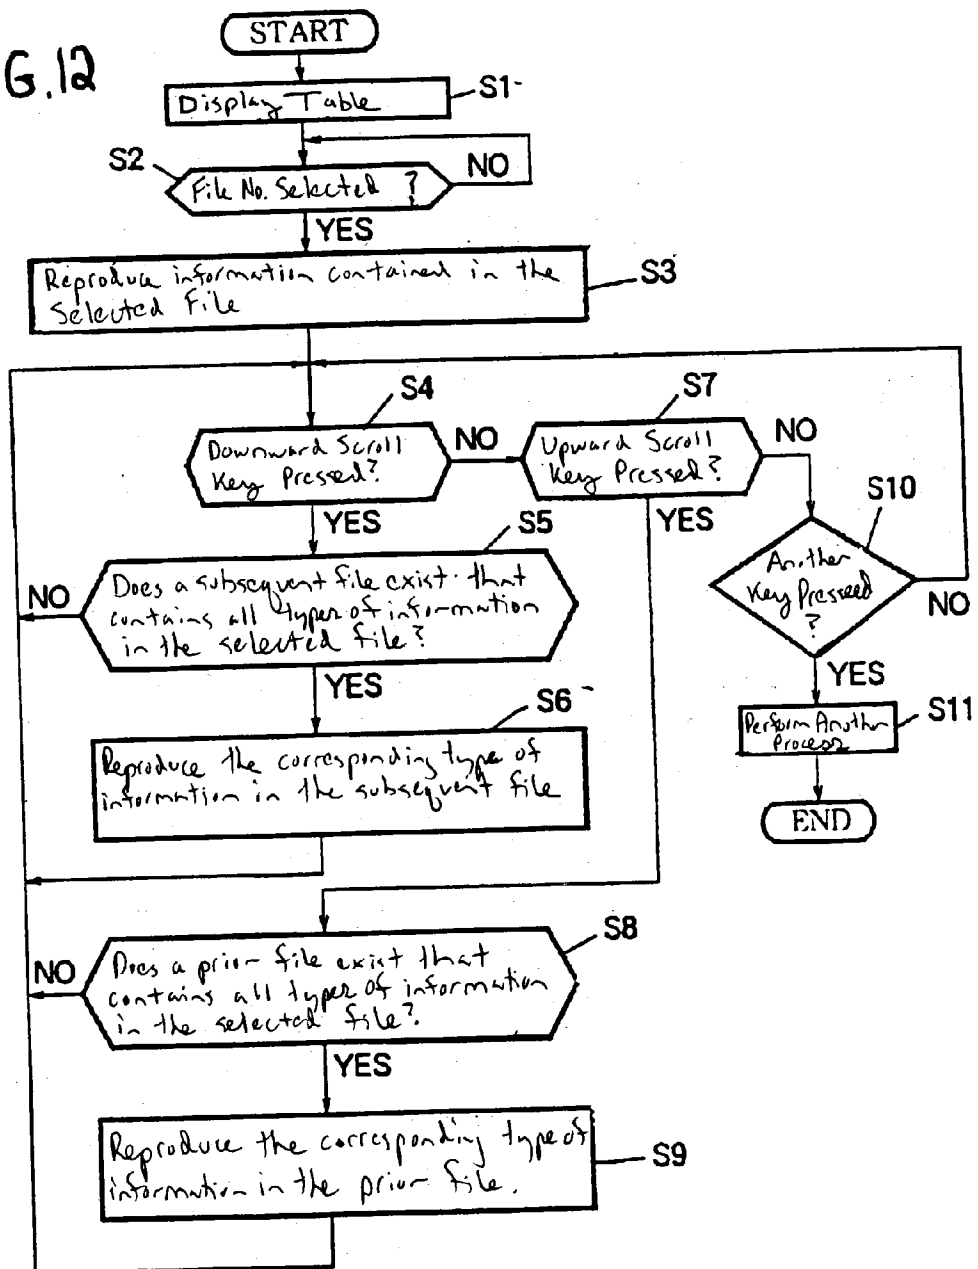 G.12
START
Display Table
S1
S2
File No. Selected ?
NO
YES
Reproduce information contained in the
Selected File
S3
S4
Downward Scroll
Key Pressed?
NO
YES
S7
Upward Scroll
Key Pressed?
NO
YES
S10
Another
Key Presseed
?
NO
YES
Perform Another
Process
S11
END
S5
Does a subsequent file exist that
contains all types of information
in the selected file?
NO
YES
S6
Reproduce the corresponding type of
information in the subsequent file
S8
Does a prior file exist that
contains all types of information
in the selected file?
NO
YES
Reproduce the corresponding type of
information in the prior file.
S9